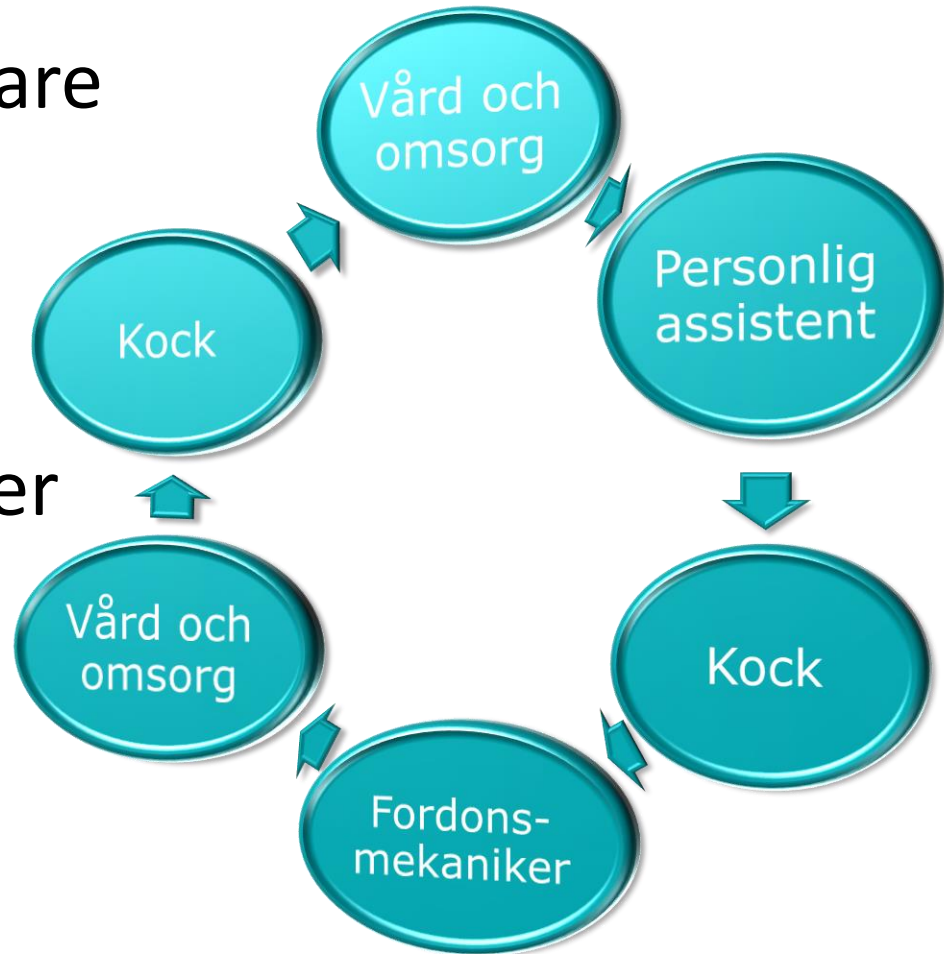 are
Vård och
omsorg
Personlig
assistent
Kock
er
Vård och
omsorg
Kock
Fordons-
mekaniker